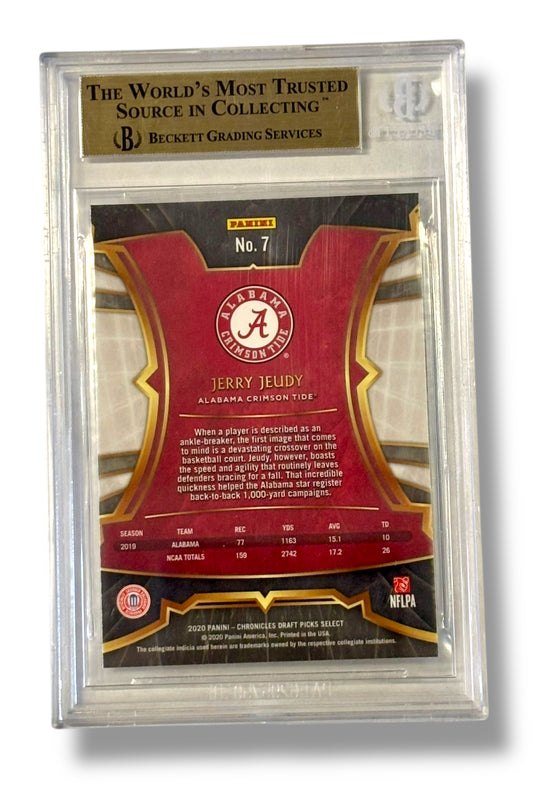 THE WORLD'S MOST TRUSTED
SOURCE IN COLLECTING™
B BECKETT GRADING SERVICES
B
PANINI
No. 7
ALABAMA
A
CRIMSON TIDE®
JERRY JEUDY
ALABAMA CRIMSON TIDE®
When a player is described as an
ankle-breaker, the first image that comes
to mind is a devastating crossover on the
basketball court. Jeudy, however, boasts
the speed and agility that routinely leaves
defenders bracing for a fall. That incredible
quickness helped the Alabama star register
back-to-back 1,000-yard campaigns.
SEASON TEAM REC YDS AVG TD
2019 ALABAMA 77 1163 15.1 10
NCAA TOTALS 159 2742 17.2 26
NFLPA
2020 PANINI – CHRONICLES DRAFT PICKS SELECT
© 2020 Panini America, Inc. Printed in the USA.
The collegiate indicia used herein are trademarks owned by the respective collegiate institutions.